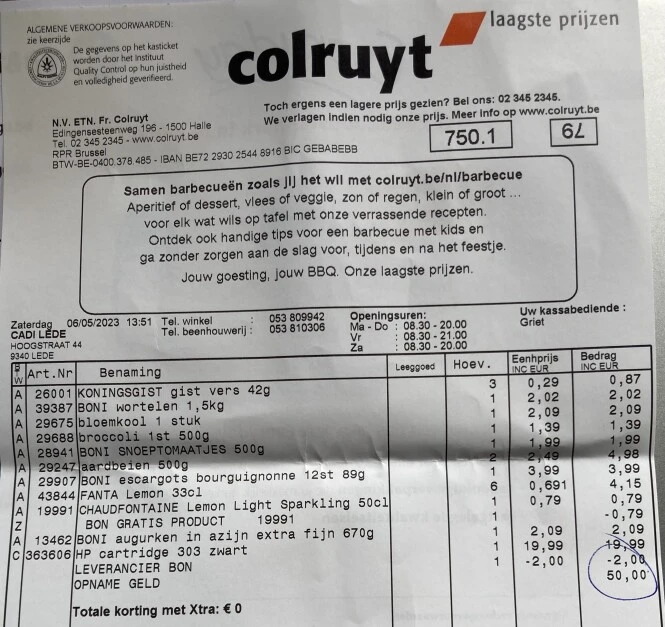 ALGEMENE VERKOOPSVOORWAARDEN:
zie keerzijde
De gegevens op het kasticket
worden door het Instituut
Quality Control op hun juistheid
en volledigheid geverifieerd.
colruyt
laagste prijzen
N.V. ETN. Fr. Colruyt
Edingensesteenweg 196 - 1500 Halle
Tel. 02 345 2345 - www.colruyt.be
RPR Brussel
BTW-BE-0400.378.485 - IBAN BE72 2930 2544 8916 BIC GEBABEBB
Toch ergens een lagere prijs gezien? Bel ons: 02 345 2345.
We verlagen indien nodig onze prijs. Meer info op www.colruyt.be
750.1
79
Samen barbecueën zoals jij het wil met colruyt.be/nl/barbecue
Aperitief of dessert, vlees of veggie, zon of regen, klein of groot ...
voor elk wat wils op tafel met onze verrassende recepten.
Ontdek ook handige tips voor een barbecue met kids en
ga zonder zorgen aan de slag voor, tijdens en na het feestje.
Jouw goesting, jouw BBQ. Onze laagste prijzen.
Zaterdag 06/05/2023 13:51
CADI LEDE
HOOGSTRAAT 44
9340 LEDE
Tel. winkel : 053 809942
Tel. beenhouwerij : 053 810306
Openingsuren:
Ma - Do : 08.30 - 20.00
Vr : 08.30 - 21.00
Za : 08.30 - 20.00
Uw kassabediende :
Griet
BTW Art.Nr Benaming Leeggoed Hoev. Eenhprijs INC EUR Bedrag INC EUR
A 26001 KONINGSGIST gist vers 42g 3 0,29 0,87
A 39387 BONI wortelen 1,5kg 1 2,02 2,02
A 29675 bloemkool 1 stuk 1 2,09 2,09
A 29688 broccoli 1st 500g 1 1,39 1,39
A 28941 BONI SNOEPTOMAATJES 500g 1 1,99 1,99
A 29247 aardbeien 500g 2 2,49 4,98
A 29907 BONI escargots bourguignonne 12st 89g 1 3,99 3,99
A 43844 FANTA Lemon 33cl 6 0,691 4,15
A 19991 CHAUDFONTAINE Lemon Light Sparkling 50cl 1 0,79 0,79
Z BON GRATIS PRODUCT 19991 1 -0,79
A 13462 BONI augurken in azijn extra fijn 670g 1 2,09 2,09
C 363606 HP cartridge 303 zwart 1 19,99 19,99
LEVERANCIER BON 1 -2,00 -2,00
OPNAME GELD 50,00
Totale korting met Xtra: € 0